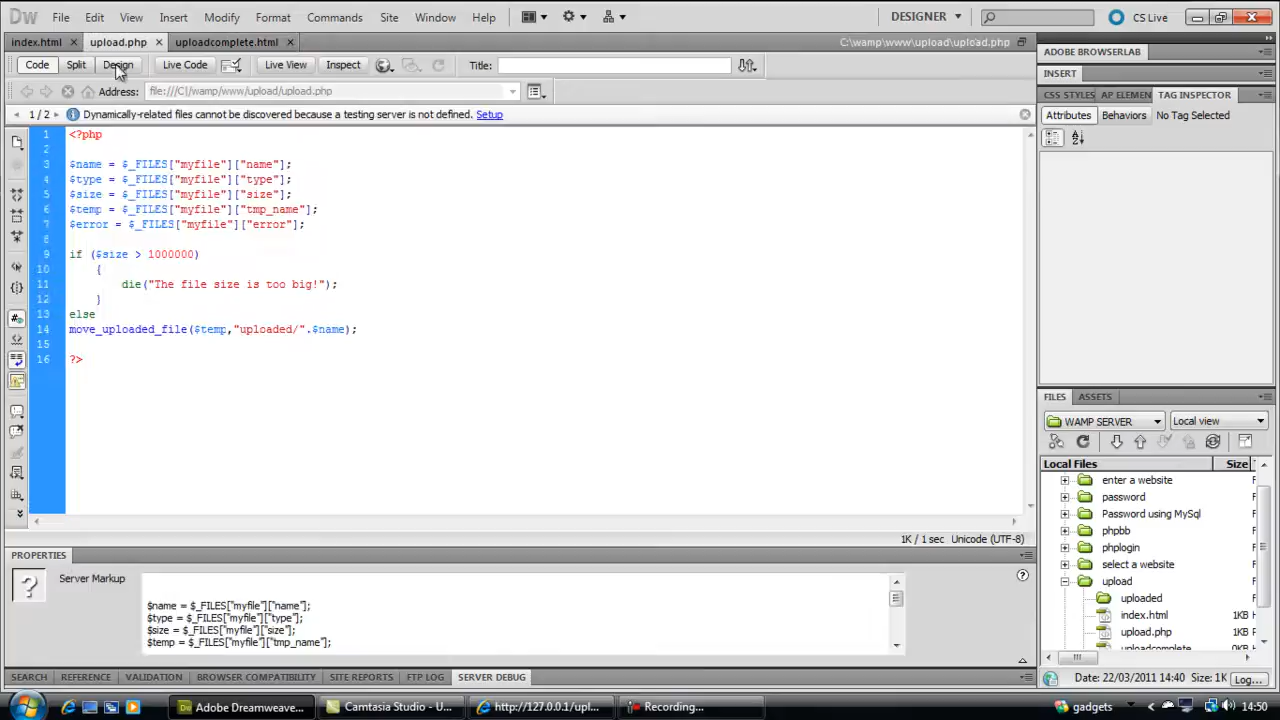 Dw File Edit View Insert Modify Format Commands Site Window Help DESIGNER CS Live
index.html upload.php uploadcomplete.html C:\wamp\www\upload\upload.php
Code Split Design Live Code Live View Inspect Title:
Address: file:///C|/wamp/www/upload/upload.php
1 / 2 Dynamically-related files cannot be discovered because a testing server is not defined. Setup
1 <?php
2
3 $name = $_FILES["myfile"]["name"];
4 $type = $_FILES["myfile"]["type"];
5 $size = $_FILES["myfile"]["size"];
6 $temp = $_FILES["myfile"]["tmp_name"];
7 $error = $_FILES["myfile"]["error"];
8
9 if ($size > 1000000)
10 {
11 die("The file size is too big!");
12 }
13 else
14 move_uploaded_file($temp,"uploaded/".$name);
15
16 ?>
1K / 1 sec Unicode (UTF-8)
PROPERTIES
Server Markup
$name = $_FILES["myfile"]["name"];
$type = $_FILES["myfile"]["type"];
$size = $_FILES["myfile"]["size"];
$temp = $_FILES["myfile"]["tmp_name"];
SEARCH REFERENCE VALIDATION BROWSER COMPATIBILITY SITE REPORTS FTP LOG SERVER DEBUG
ADOBE BROWSERLAB
INSERT
CSS STYLES AP ELEMEN TAG INSPECTOR
Attributes Behaviors No Tag Selected
FILES ASSETS
WAMP SERVER Local view
Local Files Size
enter a website
password
Password using MySql
phpbb
phplogin
select a website
upload
uploaded
index.html 1KB
upload.php 1KB
uploadcomplete 0KB
Date: 22/03/2011 14:40 Size: 1K Log...
Adobe Dreamweave... Camtasia Studio - U... http://127.0.0.1/upl... Recording... gadgets 14:50